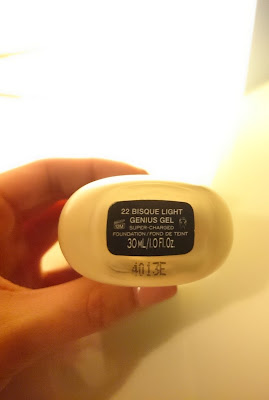 22 BISQUE LIGHT
GENIUS GEL
SUPER-CHARGED
FOUNDATION/FOND DE TEINT
30 mL/1.0 Fl. Oz.
4013E